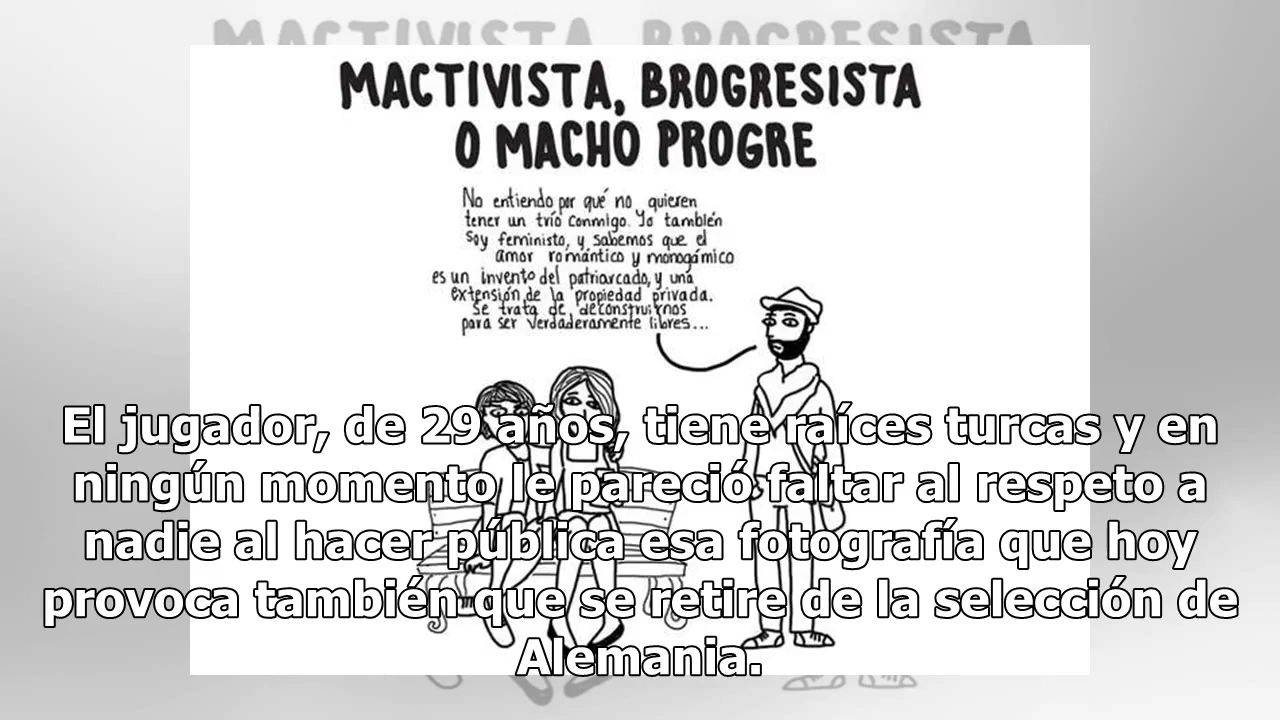 MACTIVISTA, BROGRESISTA
MACTIVISTA, BROGRESISTA
O MACHO PROGRE
No entiendo por qué no quieren
tener un trío conmigo. Yo también
soy feministo, y sabemos que el
amor romántico y monogámico
es un invento del patriarcado, y una
extensión de la propiedad privada.
Se trata de deconstruirnos
para ser verdaderamente libres...
El jugador, de 29 años, tiene raíces turcas y en
ningún momento le pareció faltar al respeto a
nadie al hacer pública esa fotografía que hoy
provoca también que se retire de la selección de
Alemania.